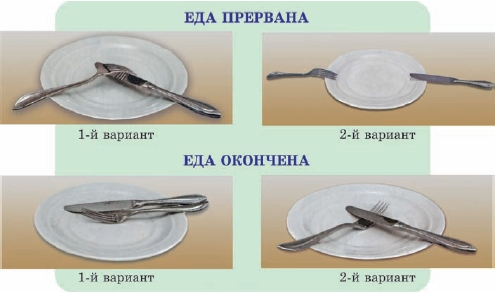 ЕДА ПРЕРВАНА
1-й вариант
2-й вариант
ЕДА ОКОНЧЕНА
1-й вариант
2-й вариант